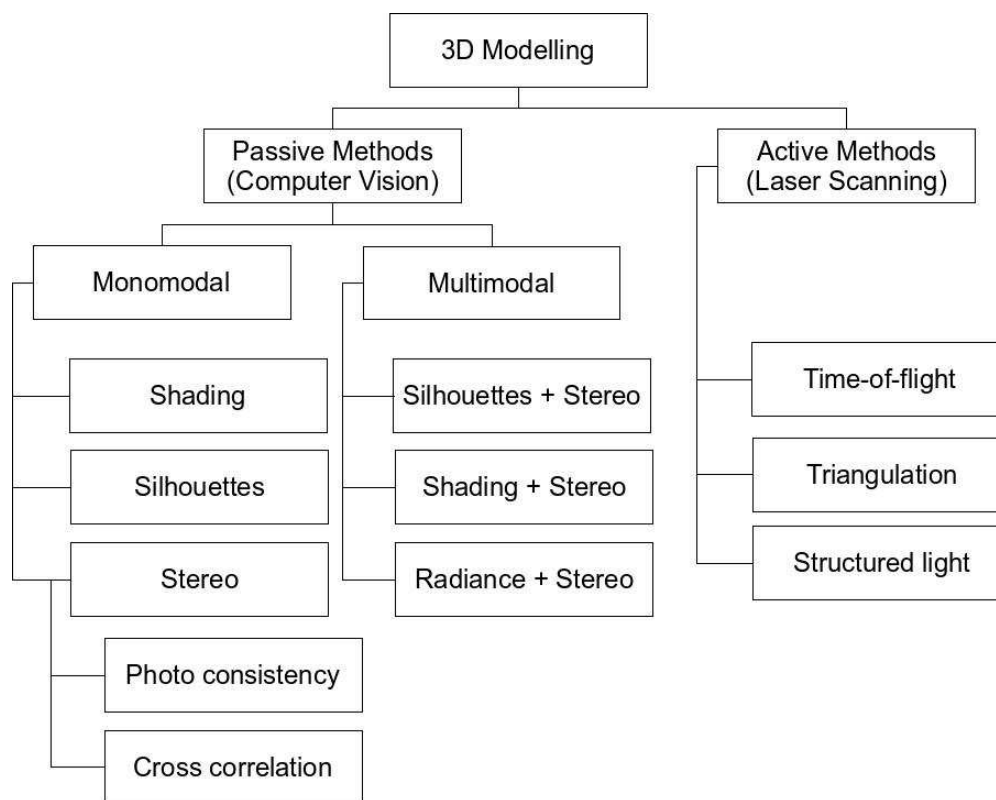 3D Modelling
Passive Methods
(Computer Vision)
Active Methods
(Laser Scanning)
Monomodal
Multimodal
Shading
Silhouettes
Stereo
Photo consistency
Cross correlation
Silhouettes + Stereo
Shading + Stereo
Radiance + Stereo
Time-of-flight
Triangulation
Structured light